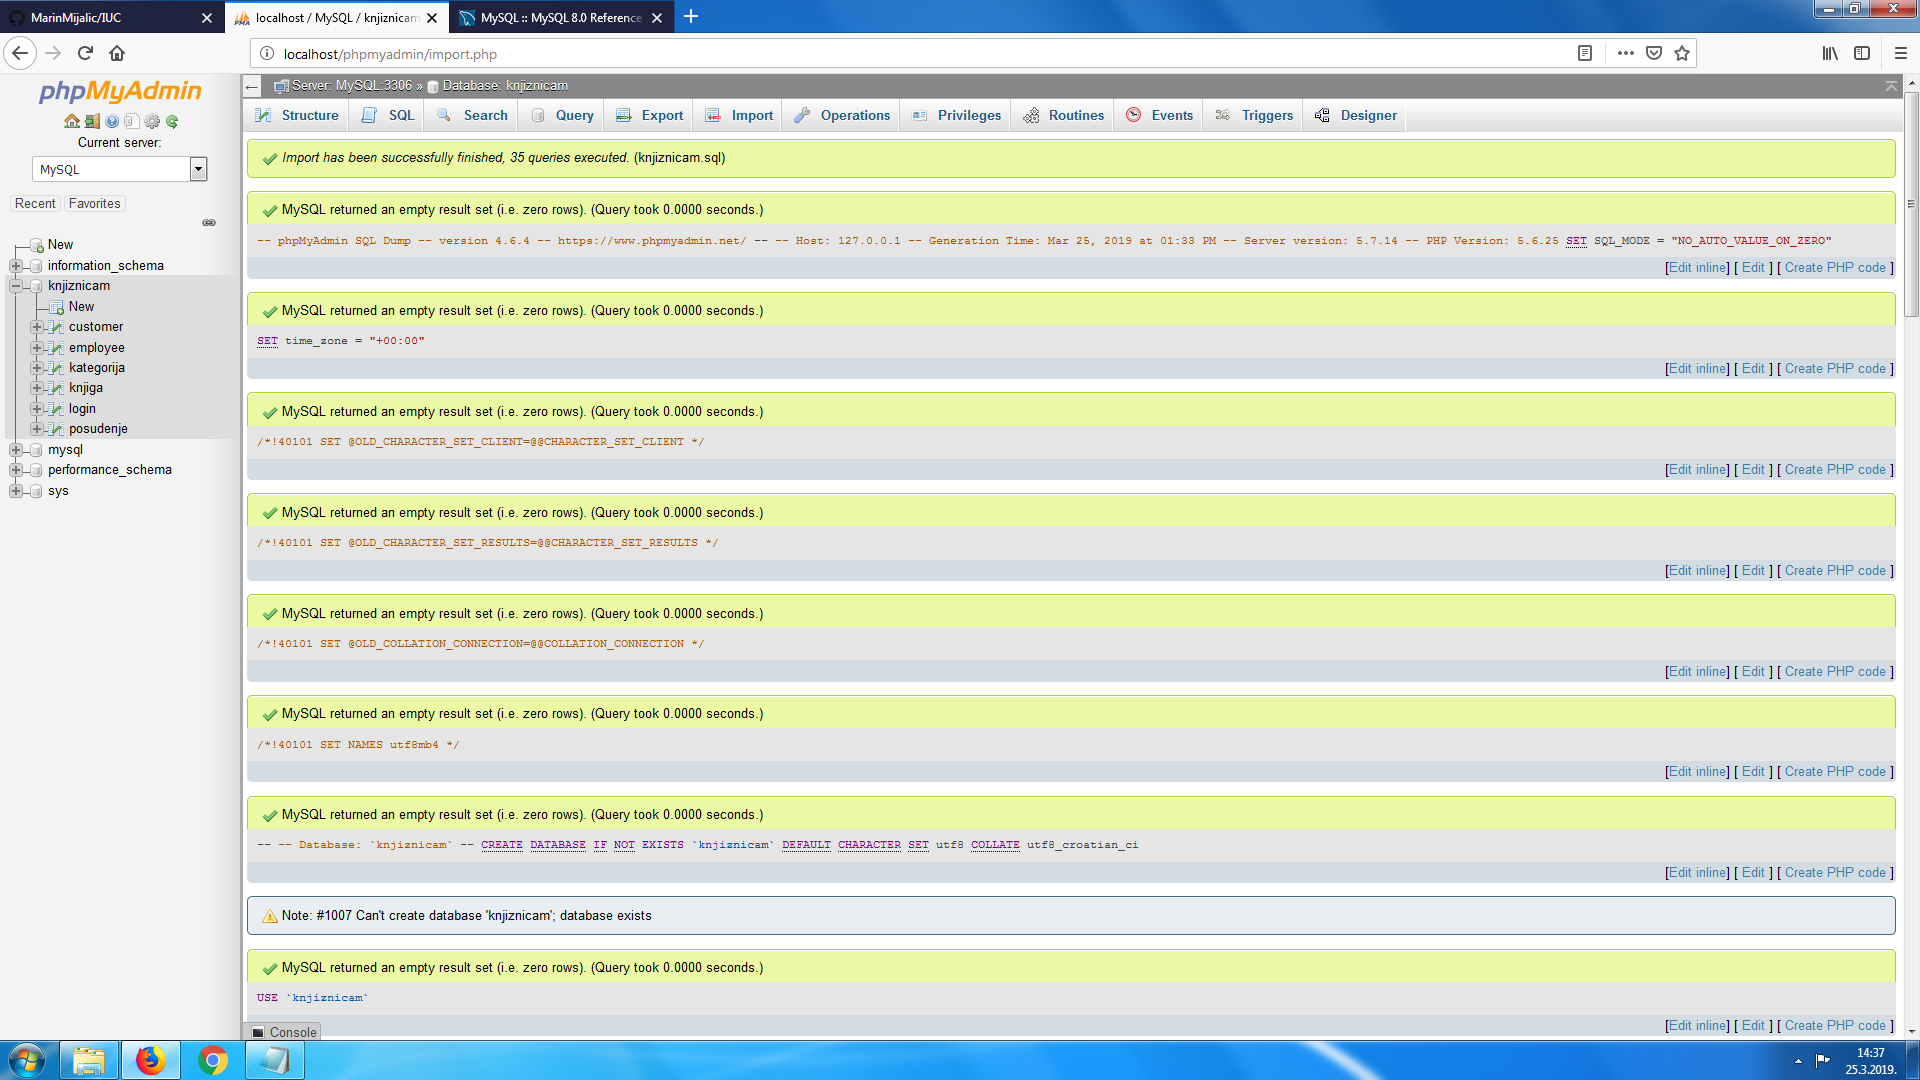 MarinMijalic/IUC
localhost / MySQL / knjiznicam
MySQL :: MySQL 8.0 Reference
localhost/phpmyadmin/import.php
phpMyAdmin
Current server:
MySQL
Recent
Favorites
New
information_schema
knjiznicam
New
customer
employee
kategorija
knjiga
login
posudenje
mysql
performance_schema
sys
Server: MySQL:3306 » Database: knjiznicam
Structure SQL Search Query Export Import Operations Privileges Routines Events Triggers Designer
Import has been successfully finished, 35 queries executed. (knjiznicam.sql)
MySQL returned an empty result set (i.e. zero rows). (Query took 0.0000 seconds.)
-- phpMyAdmin SQL Dump -- version 4.6.4 -- https://www.phpmyadmin.net/ -- -- Host: 127.0.0.1 -- Generation Time: Mar 25, 2019 at 01:33 PM -- Server version: 5.7.14 -- PHP Version: 5.6.25 SET SQL_MODE = "NO_AUTO_VALUE_ON_ZERO"
[Edit inline] [ Edit ] [ Create PHP code ]
MySQL returned an empty result set (i.e. zero rows). (Query took 0.0000 seconds.)
SET time_zone = "+00:00"
[Edit inline] [ Edit ] [ Create PHP code ]
MySQL returned an empty result set (i.e. zero rows). (Query took 0.0000 seconds.)
/*!40101 SET @OLD_CHARACTER_SET_CLIENT=@@CHARACTER_SET_CLIENT */
[Edit inline] [ Edit ] [ Create PHP code ]
MySQL returned an empty result set (i.e. zero rows). (Query took 0.0000 seconds.)
/*!40101 SET @OLD_CHARACTER_SET_RESULTS=@@CHARACTER_SET_RESULTS */
[Edit inline] [ Edit ] [ Create PHP code ]
MySQL returned an empty result set (i.e. zero rows). (Query took 0.0000 seconds.)
/*!40101 SET @OLD_COLLATION_CONNECTION=@@COLLATION_CONNECTION */
[Edit inline] [ Edit ] [ Create PHP code ]
MySQL returned an empty result set (i.e. zero rows). (Query took 0.0000 seconds.)
/*!40101 SET NAMES utf8mb4 */
[Edit inline] [ Edit ] [ Create PHP code ]
MySQL returned an empty result set (i.e. zero rows). (Query took 0.0000 seconds.)
-- -- Database: `knjiznicam` -- CREATE DATABASE IF NOT EXISTS `knjiznicam` DEFAULT CHARACTER SET utf8 COLLATE utf8_croatian_ci
[Edit inline] [ Edit ] [ Create PHP code ]
Note: #1007 Can't create database 'knjiznicam'; database exists
MySQL returned an empty result set (i.e. zero rows). (Query took 0.0000 seconds.)
USE `knjiznicam`
[Edit inline] [ Edit ] [ Create PHP code ]
Console
14:37
25.3.2019.